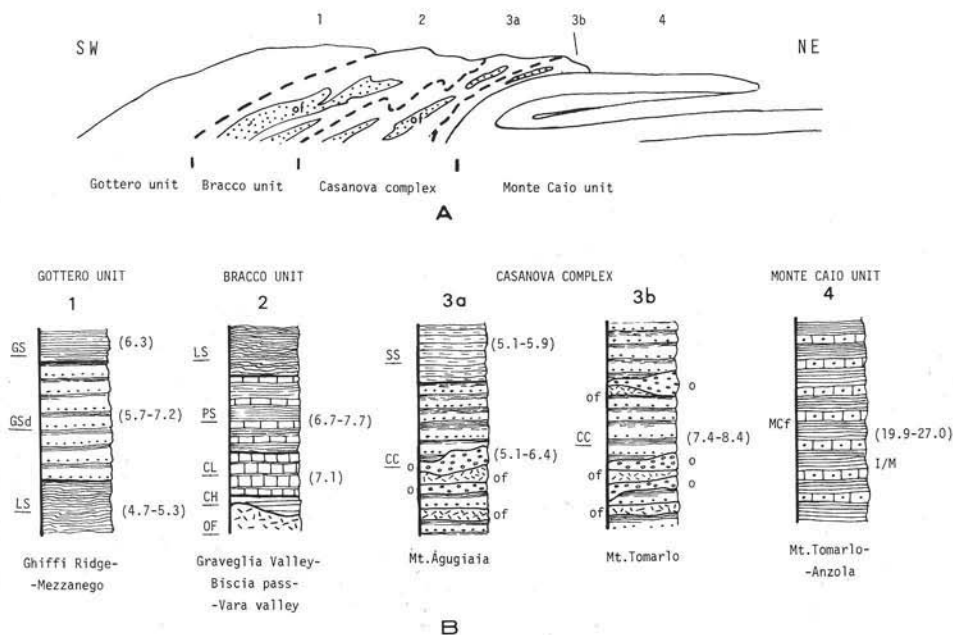 1 2 3a 3b 4
SW NE
of of
Gottero unit Bracco unit Casanova complex Monte Caio unit
A
GOTTERO UNIT BRACCO UNIT CASANOVA COMPLEX MONTE CAIO UNIT
1 2 3a 3b 4
GS (6.3)
GSd (5.7-7.2)
LS (4.7-5.3)
Ghiffi Ridge-
-Mezzanego
LS
PS (6.7-7.7)
CL (7.1)
CH
OF
Graveglia Valley-
Biscia pass-
-Vara valley
SS (5.1-5.9)
CC (5.1-6.4)
o of
o
of
Mt.Agugiaia
o
of
CC (7.4-8.4)
o
of o
of
Mt.Tomarlo
MCf (19.9-27.0)
I/M
Mt.Tomarlo-
-Anzola
B